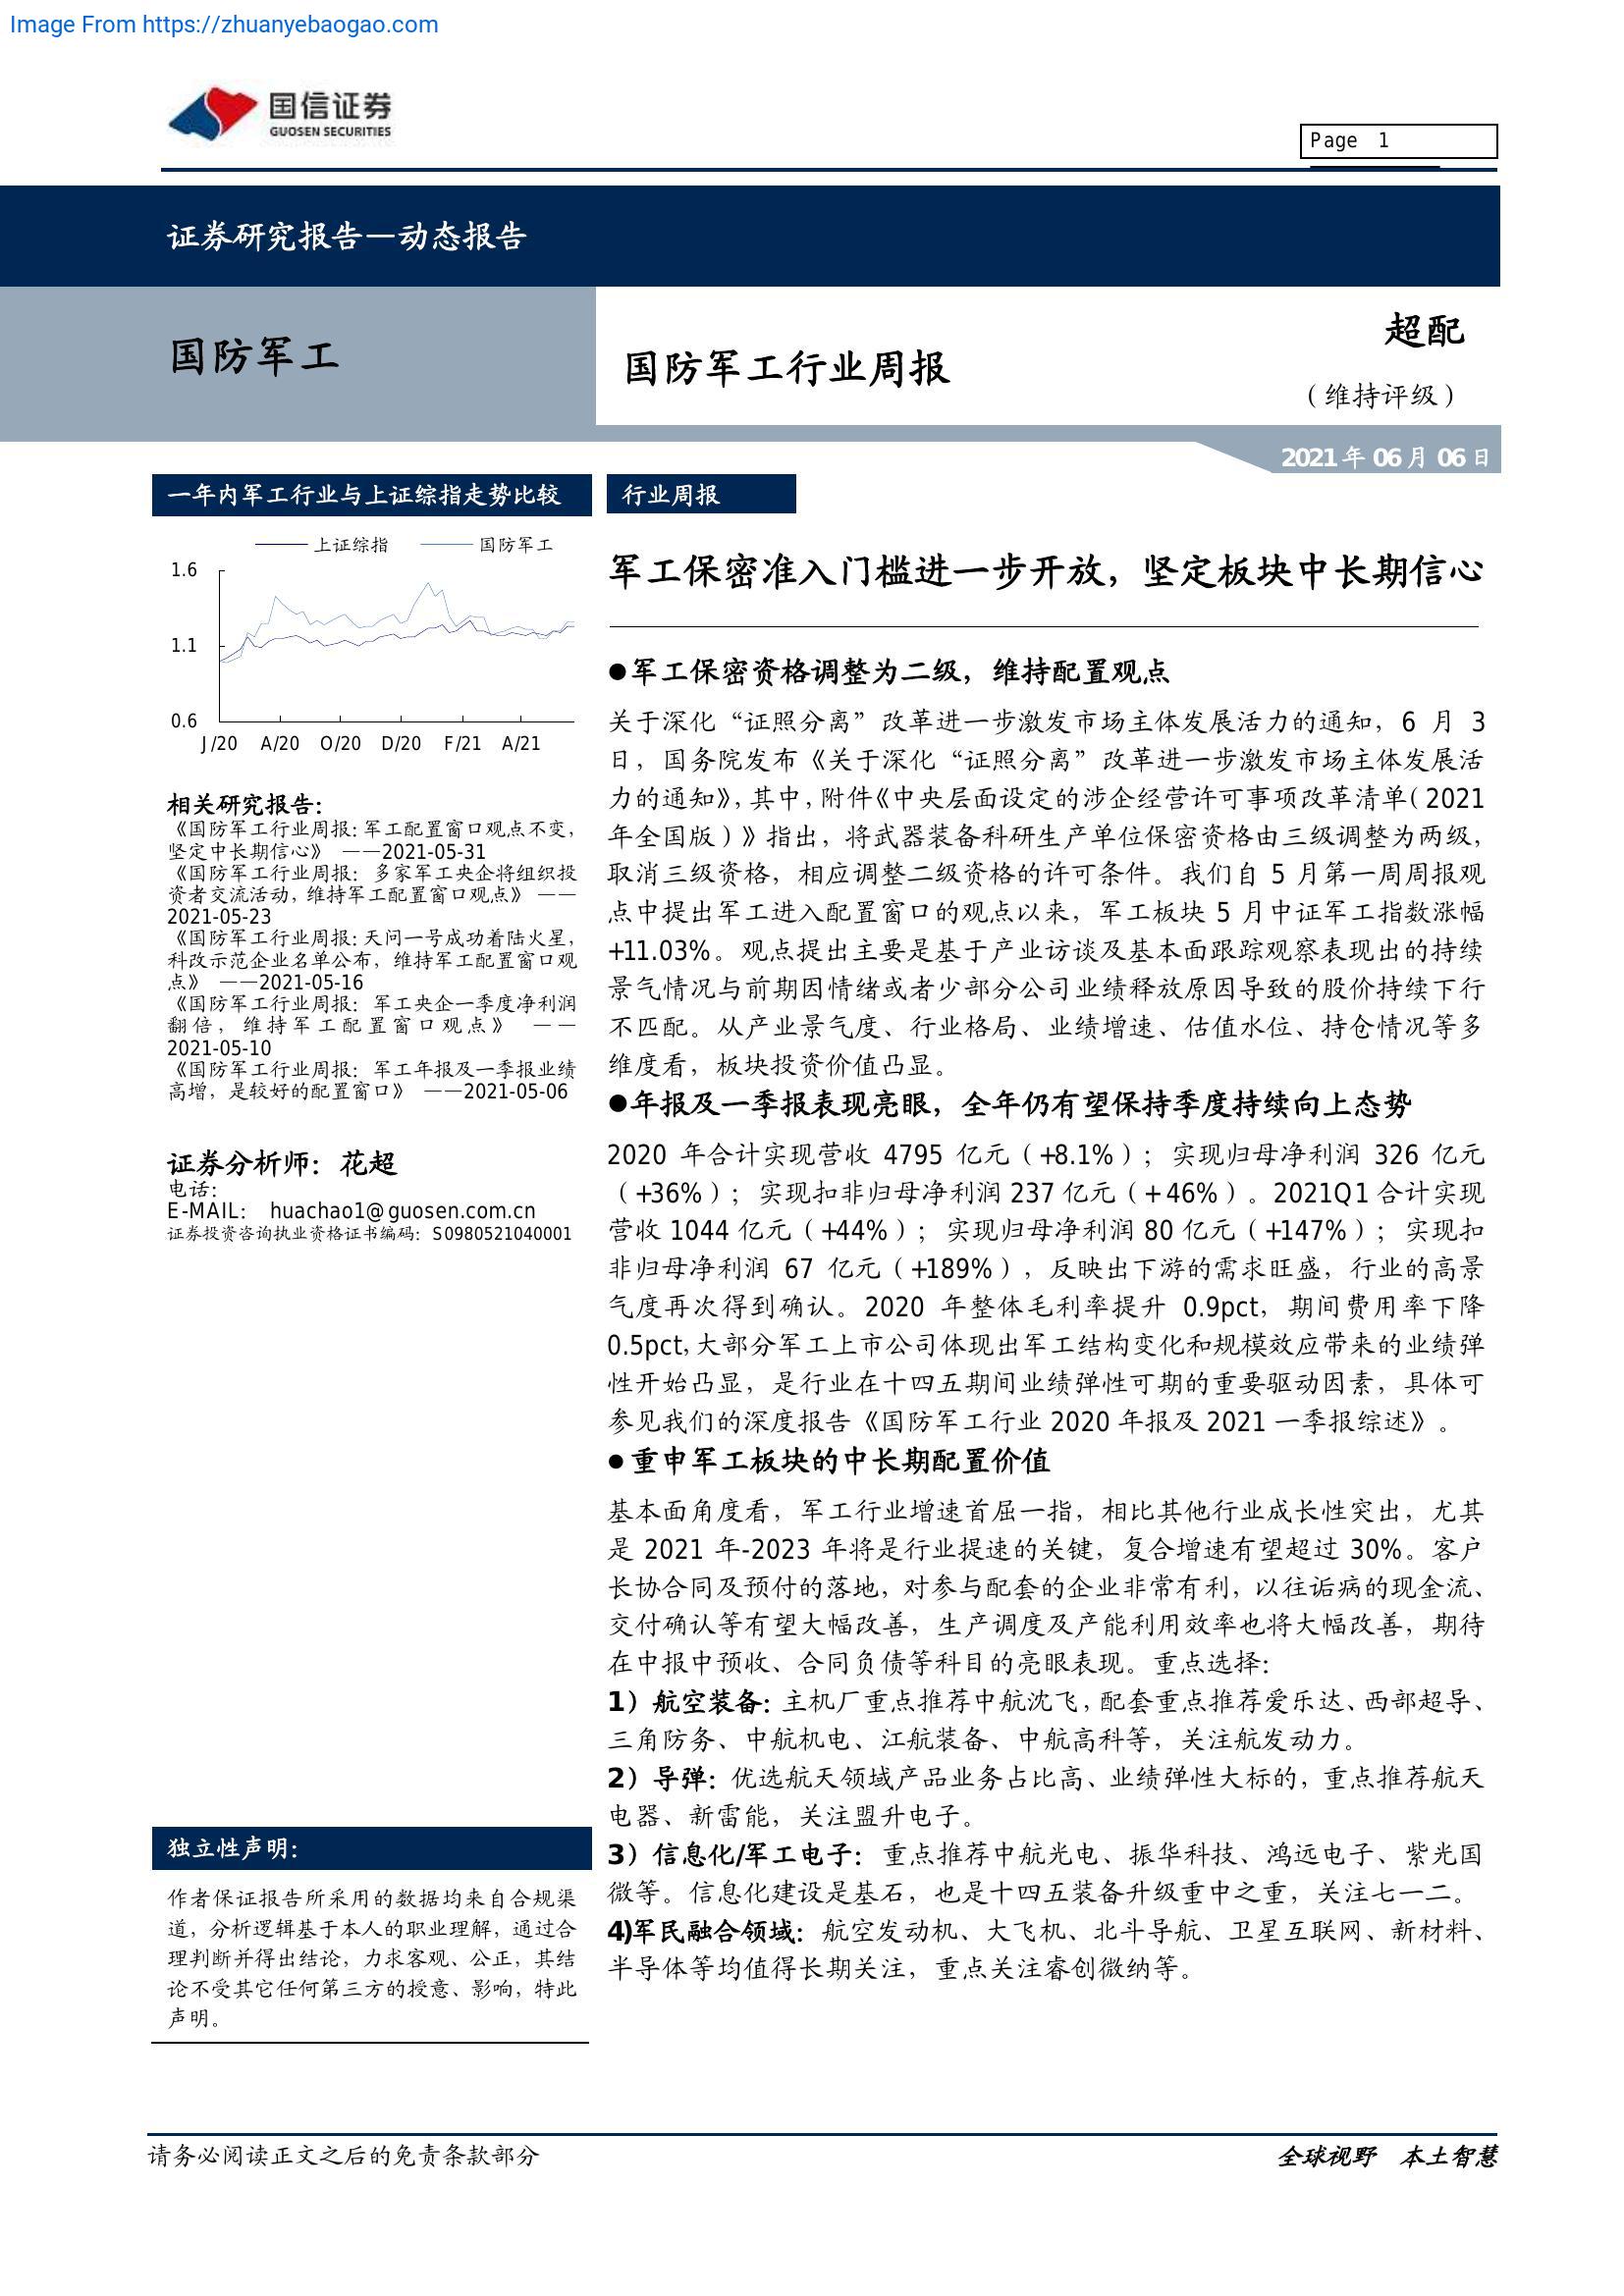 Image From https://zhuanyebaogao.com
国信证券
GUOSEN SECURITIES
Page 1
证券研究报告—动态报告
国防军工
国防军工行业周报
超配
（维持评级）
2021 年 06 月 06 日
一年内军工行业与上证综指走势比较
上证综指 国防军工
1.6
1.1
0.6
J/20 A/20 O/20 D/20 F/21 A/21
相关研究报告：
《国防军工行业周报：军工配置窗口观点不变，
坚定中长期信心》 ——2021-05-31
《国防军工行业周报：多家军工央企将组织投
资者交流活动，维持军工配置窗口观点》 ——
2021-05-23
《国防军工行业周报：天问一号成功着陆火星，
科改示范企业名单公布，维持军工配置窗口观
点》 ——2021-05-16
《国防军工行业周报：军工央企一季度净利润
翻倍，维持军工配置窗口观点》 ——
2021-05-10
《国防军工行业周报：军工年报及一季报业绩
高增，是较好的配置窗口》 ——2021-05-06
证券分析师：花超
电话：
E-MAIL： huachao1@guosen.com.cn
证券投资咨询执业资格证书编码：S0980521040001
独立性声明：
作者保证报告所采用的数据均来自合规渠
道，分析逻辑基于本人的职业理解，通过合
理判断并得出结论，力求客观、公正，其结
论不受其它任何第三方的授意、影响，特此
声明。
行业周报
军工保密准入门槛进一步开放，坚定板块中长期信心
●军工保密资格调整为二级，维持配置观点
关于深化“证照分离”改革进一步激发市场主体发展活力的通知，6 月 3
日，国务院发布《关于深化“证照分离”改革进一步激发市场主体发展活
力的通知》，其中，附件《中央层面设定的涉企经营许可事项改革清单（2021
年全国版）》指出，将武器装备科研生产单位保密资格由三级调整为两级，
取消三级资格，相应调整二级资格的许可条件。我们自 5 月第一周周报观
点中提出军工进入配置窗口的观点以来，军工板块 5 月中证军工指数涨幅
+11.03%。观点提出主要是基于产业访谈及基本面跟踪观察表现出的持续
景气情况与前期因情绪或者少部分公司业绩释放原因导致的股价持续下行
不匹配。从产业景气度、行业格局、业绩增速、估值水位、持仓情况等多
维度看，板块投资价值凸显。
●年报及一季报表现亮眼，全年仍有望保持季度持续向上态势
2020 年合计实现营收 4795 亿元（+8.1%）；实现归母净利润 326 亿元
（+36%）；实现扣非归母净利润 237 亿元（+ 46%）。2021Q1 合计实现
营收 1044 亿元（+44%）；实现归母净利润 80 亿元（+147%）；实现扣
非归母净利润 67 亿元（+189%），反映出下游的需求旺盛，行业的高景
气度再次得到确认。2020 年整体毛利率提升 0.9pct，期间费用率下降
0.5pct，大部分军工上市公司体现出军工结构变化和规模效应带来的业绩弹
性开始凸显，是行业在十四五期间业绩弹性可期的重要驱动因素，具体可
参见我们的深度报告《国防军工行业 2020 年报及 2021 一季报综述》。
●重申军工板块的中长期配置价值
基本面角度看，军工行业增速首屈一指，相比其他行业成长性突出，尤其
是 2021 年-2023 年将是行业提速的关键，复合增速有望超过 30%。客户
长协合同及预付的落地，对参与配套的企业非常有利，以往诟病的现金流、
交付确认等有望大幅改善，生产调度及产能利用效率也将大幅改善，期待
在中报中预收、合同负债等科目的亮眼表现。重点选择：
1）航空装备：主机厂重点推荐中航沈飞，配套重点推荐爱乐达、西部超导、
三角防务、中航机电、江航装备、中航高科等，关注航发动力。
2）导弹：优选航天领域产品业务占比高、业绩弹性大标的，重点推荐航天
电器、新雷能，关注盟升电子。
3）信息化/军工电子：重点推荐中航光电、振华科技、鸿远电子、紫光国
微等。信息化建设是基石，也是十四五装备升级重中之重，关注七一二。
4)军民融合领域：航空发动机、大飞机、北斗导航、卫星互联网、新材料、
半导体等均值得长期关注，重点关注睿创微纳等。
请务必阅读正文之后的免责条款部分
全球视野 本土智慧